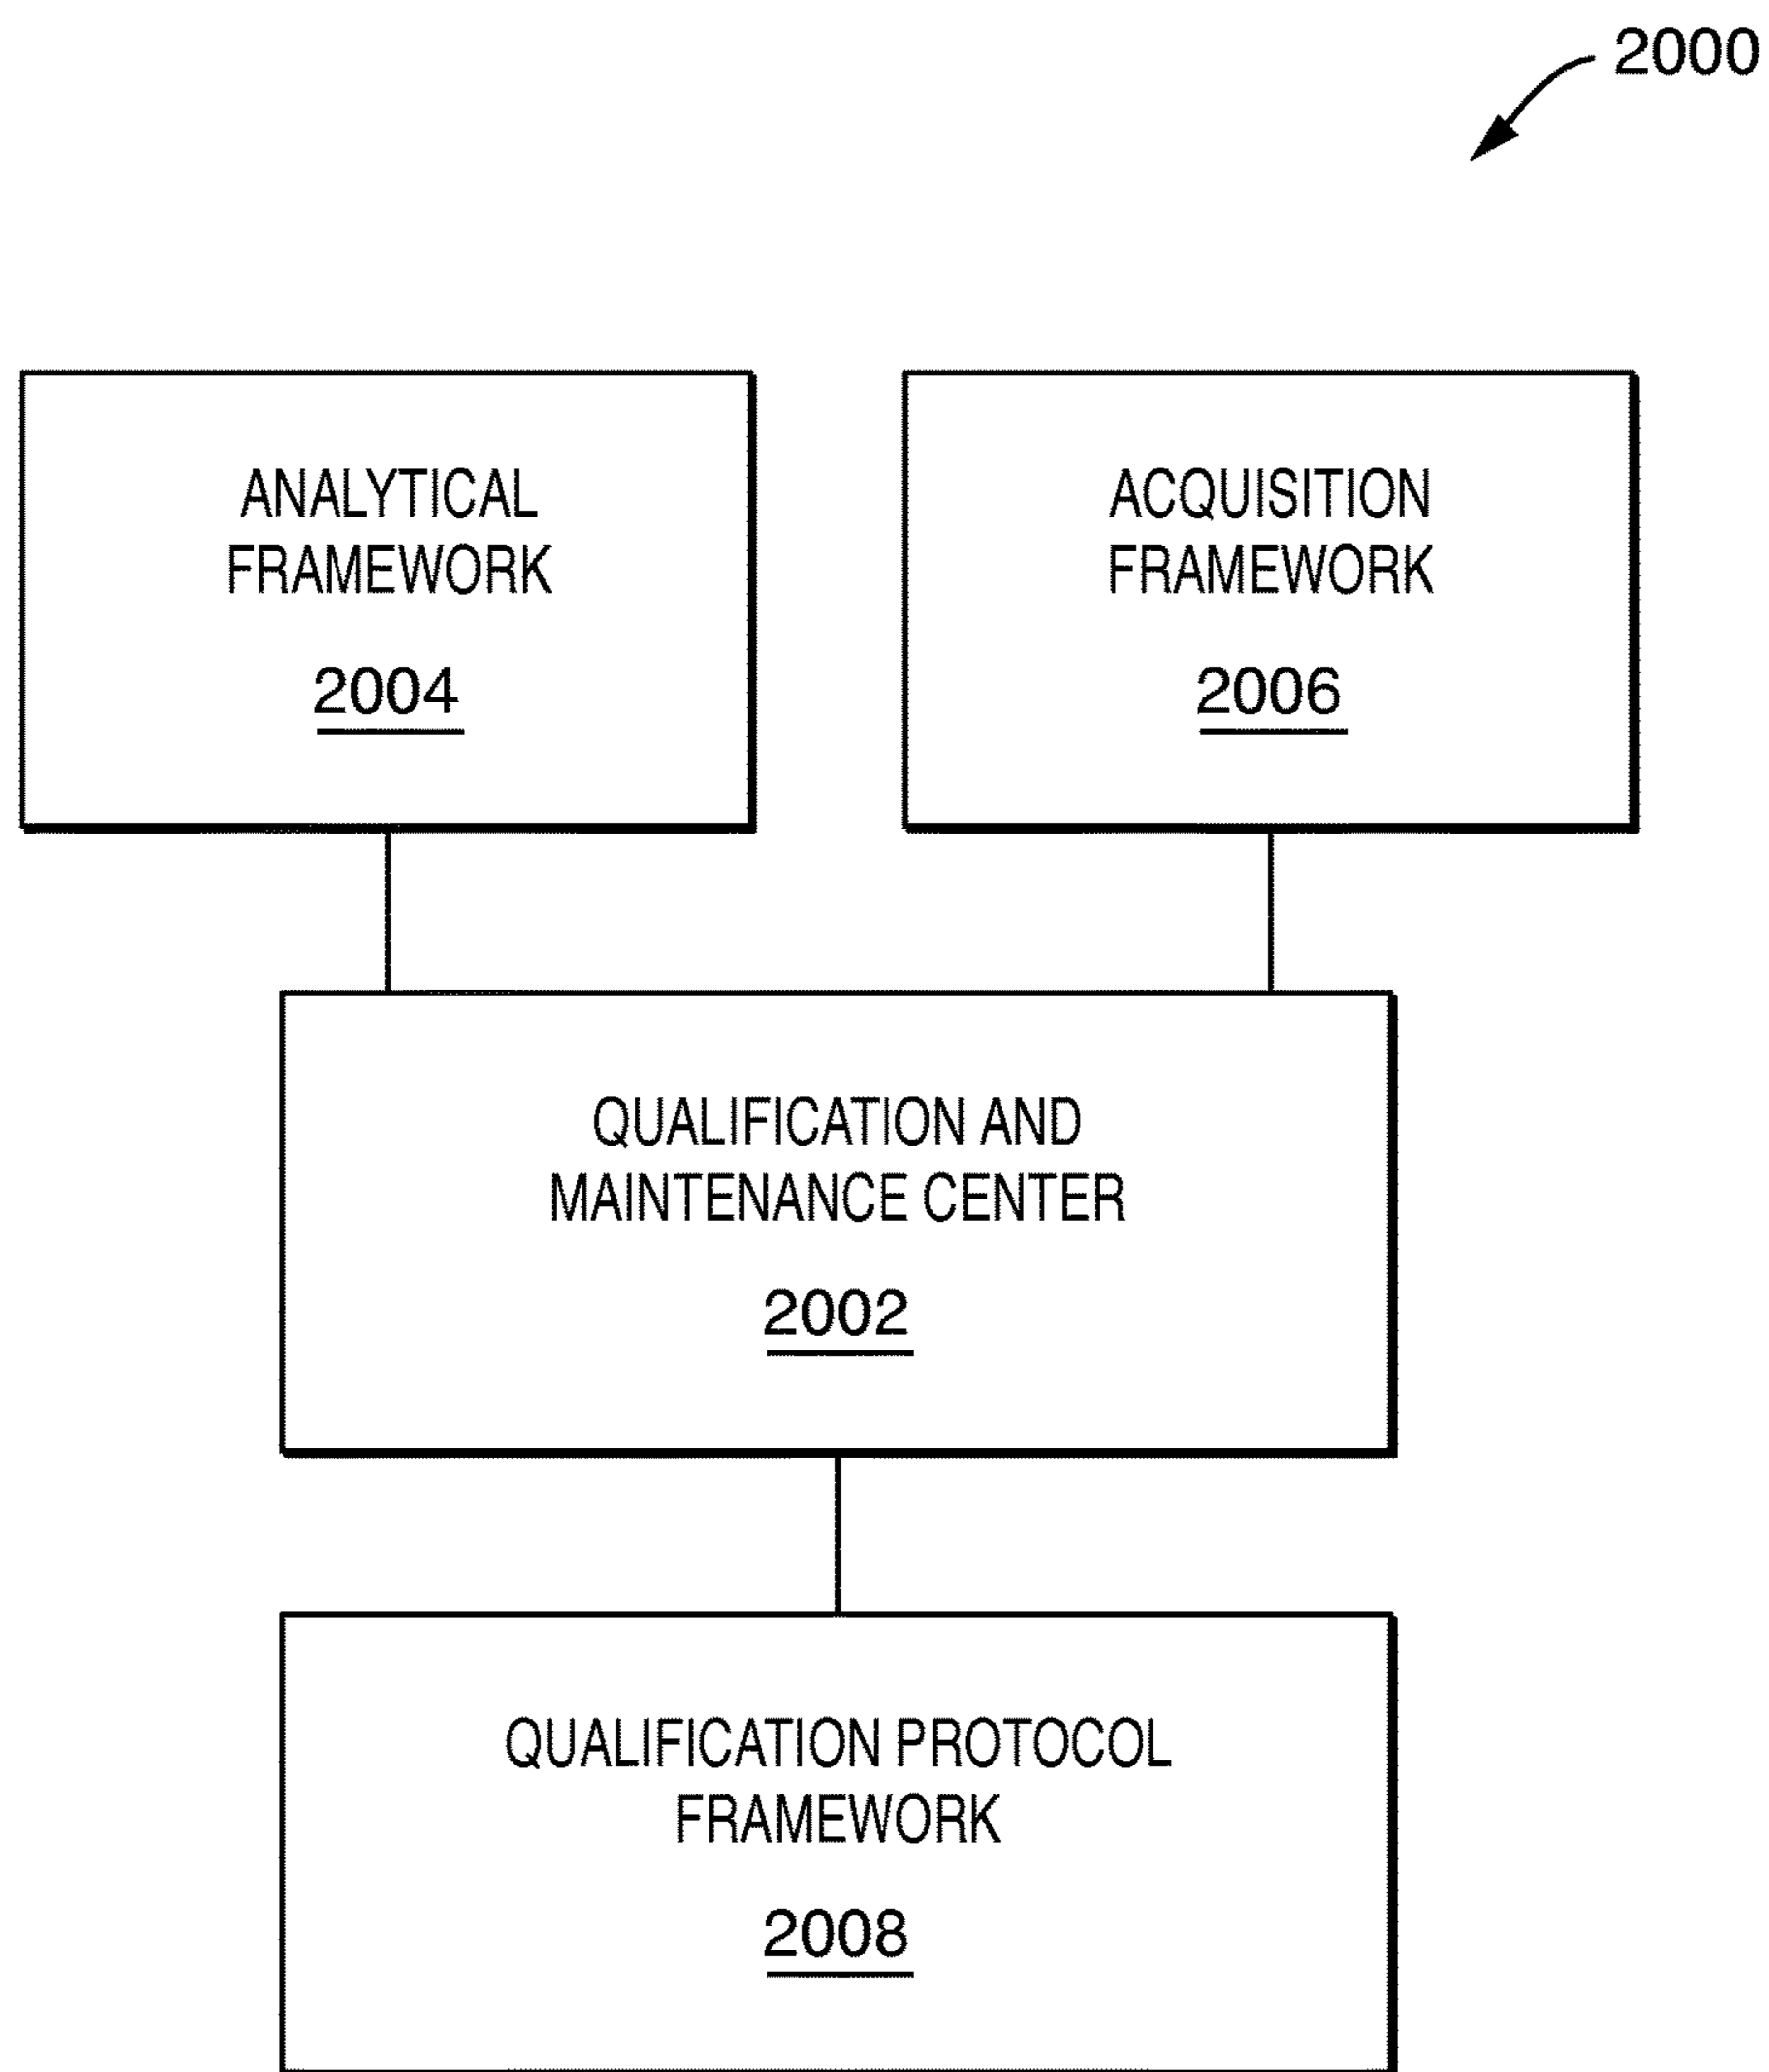 2000
ANALYTICAL
FRAMEWORK
2004
ACQUISITION
FRAMEWORK
2006
QUALIFICATION AND
MAINTENANCE CENTER
2002
QUALIFICATION PROTOCOL
FRAMEWORK
2008